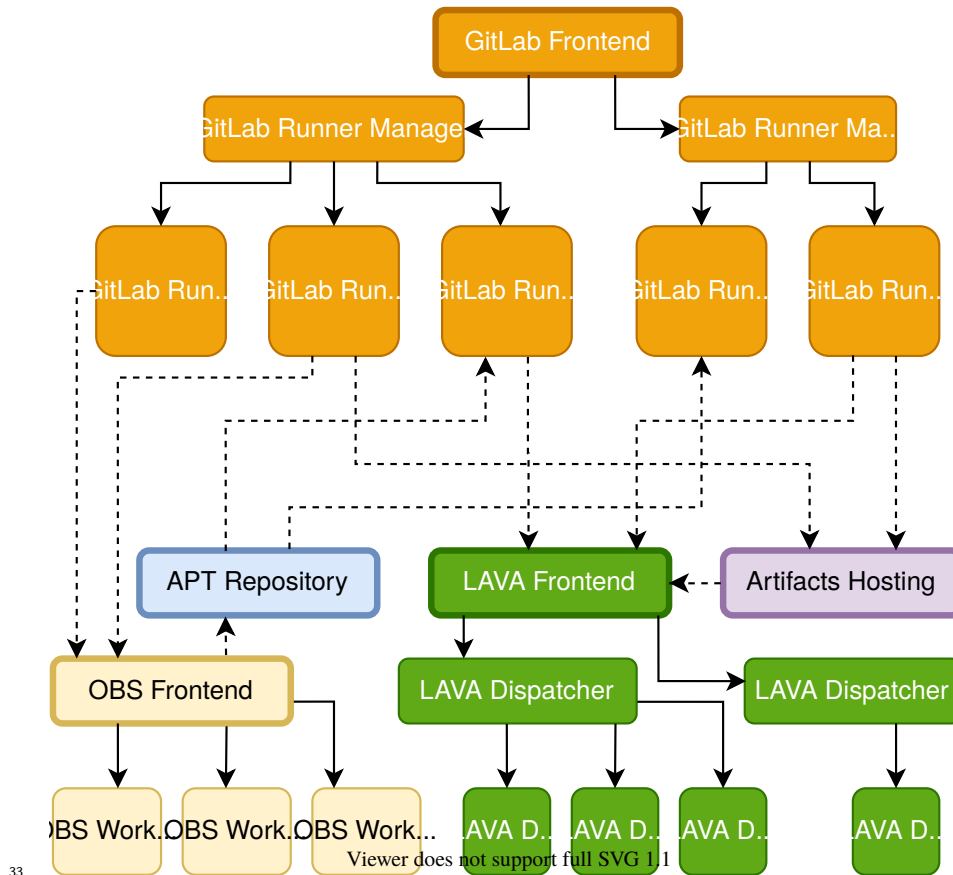 GitLab Frontend
GitLab Runner Manage
GitLab Runner Ma...
GitLab Run...
GitLab Run...
GitLab Run...
GitLab Run...
GitLab Run...
APT Repository
LAVA Frontend
Artifacts Hosting
OBS Frontend
LAVA Dispatcher
LAVA Dispatcher
OBS Work...
OBS Work...
OBS Work...
LAVA D...
LAVA D...
LAVA D...
LAVA D...
Viewer does not support full SVG 1.1
33